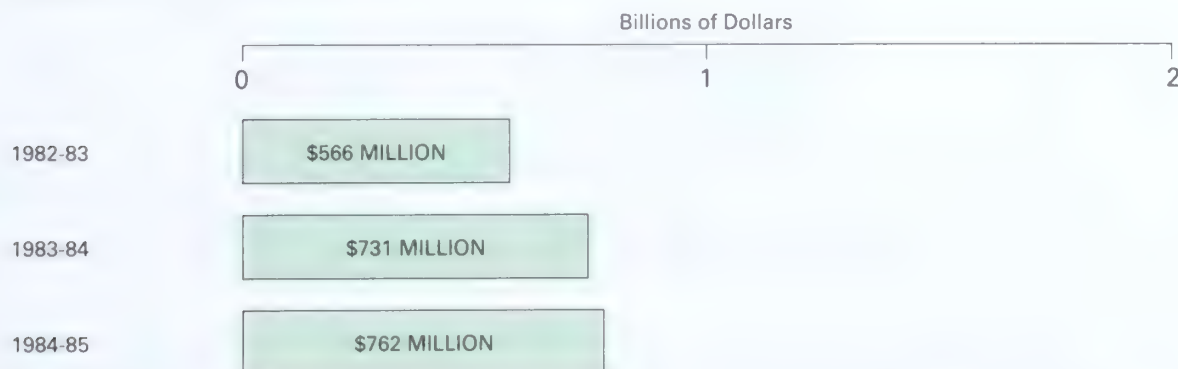 Billions of Dollars
0 1 2
1982-83 $566 MILLION
1983-84 $731 MILLION
1984-85 $762 MILLION